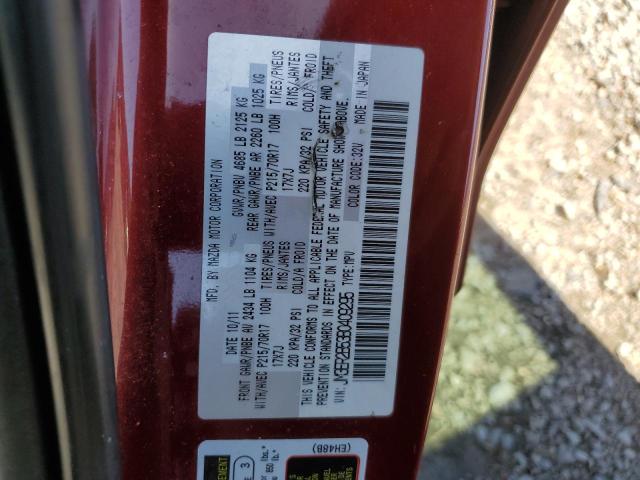 MFD. BY MAZDA MOTOR CORPORATION
10/11 GVWR/PNBV 4685 LB 2125 KG
FRONT GAWR/PNBE AV 2434 LB 1104 KG REAR GAWR/PNBE AR 2260 LB 1025 KG
WITH/AVEC P215/70R17 100H TIRES/PNEUS WITH/AVEC P215/70R17 100H TIRES/PNEUS
17X7J RIMS/JANTES 17X7J RIMS/JANTES
220 KPA/32 PSI COLD/A FROID 220 KPA/32 PSI COLD/A FROID
THIS VEHICLE CONFORMS TO ALL APPLICABLE FEDERAL MOTOR VEHICLE SAFETY AND THEFT
PREVENTION STANDARDS IN EFFECT ON THE DATE OF MANUFACTURE SHOWN ABOVE.
VIN: TYPE: MPV COLOR CODE: 32V MADE IN JAPAN
(EH48B)
3
lbs.*
lb.*